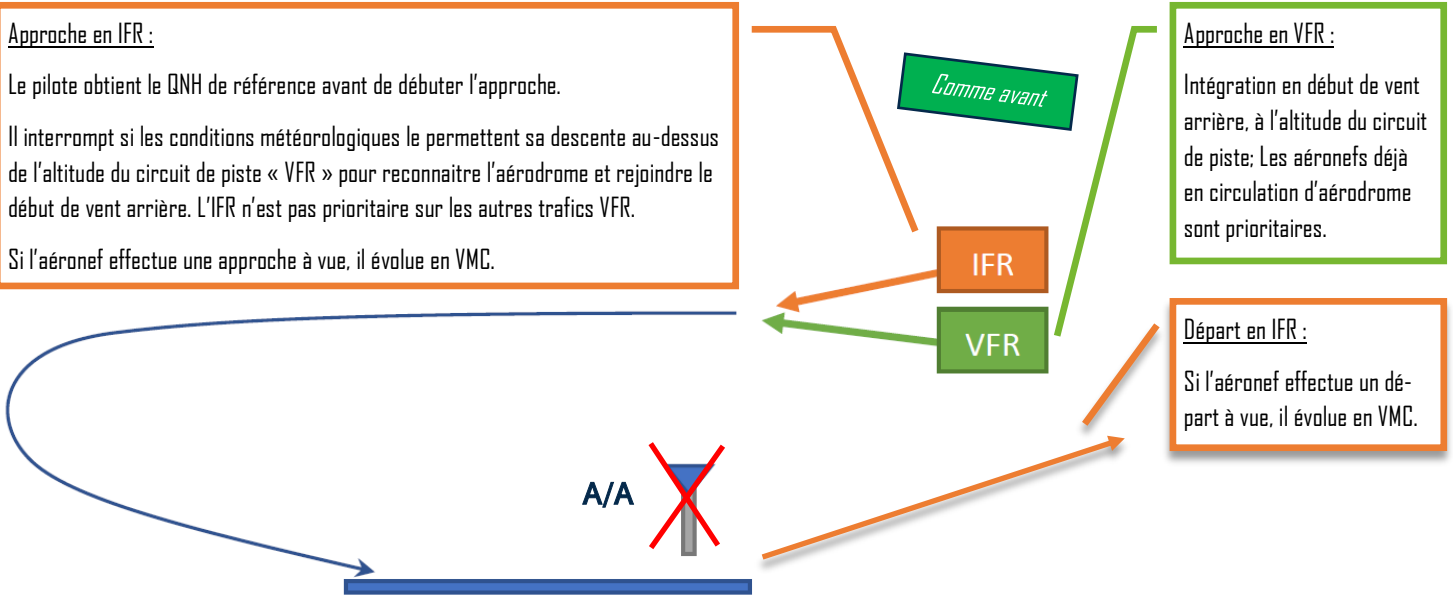 Approche en IFR :
Le pilote obtient le QNH de référence avant de débuter l'approche.
Il interrompt si les conditions météorologiques le permettent sa descente au-dessus
de l'altitude du circuit de piste « VFR » pour reconnaitre l'aérodrome et rejoindre le
début de vent arrière. L'IFR n'est pas prioritaire sur les autres trafics VFR.
Si l'aéronef effectue une approche à vue, il évolue en VMC.
Comme avant
Approche en VFR :
Intégration en début de vent
arrière, à l'altitude du circuit
de piste; Les aéronefs déjà
en circulation d'aérodrome
sont prioritaires.
IFR
VFR
Départ en IFR :
Si l'aéronef effectue un dé-
part à vue, il évolue en VMC.
A/A